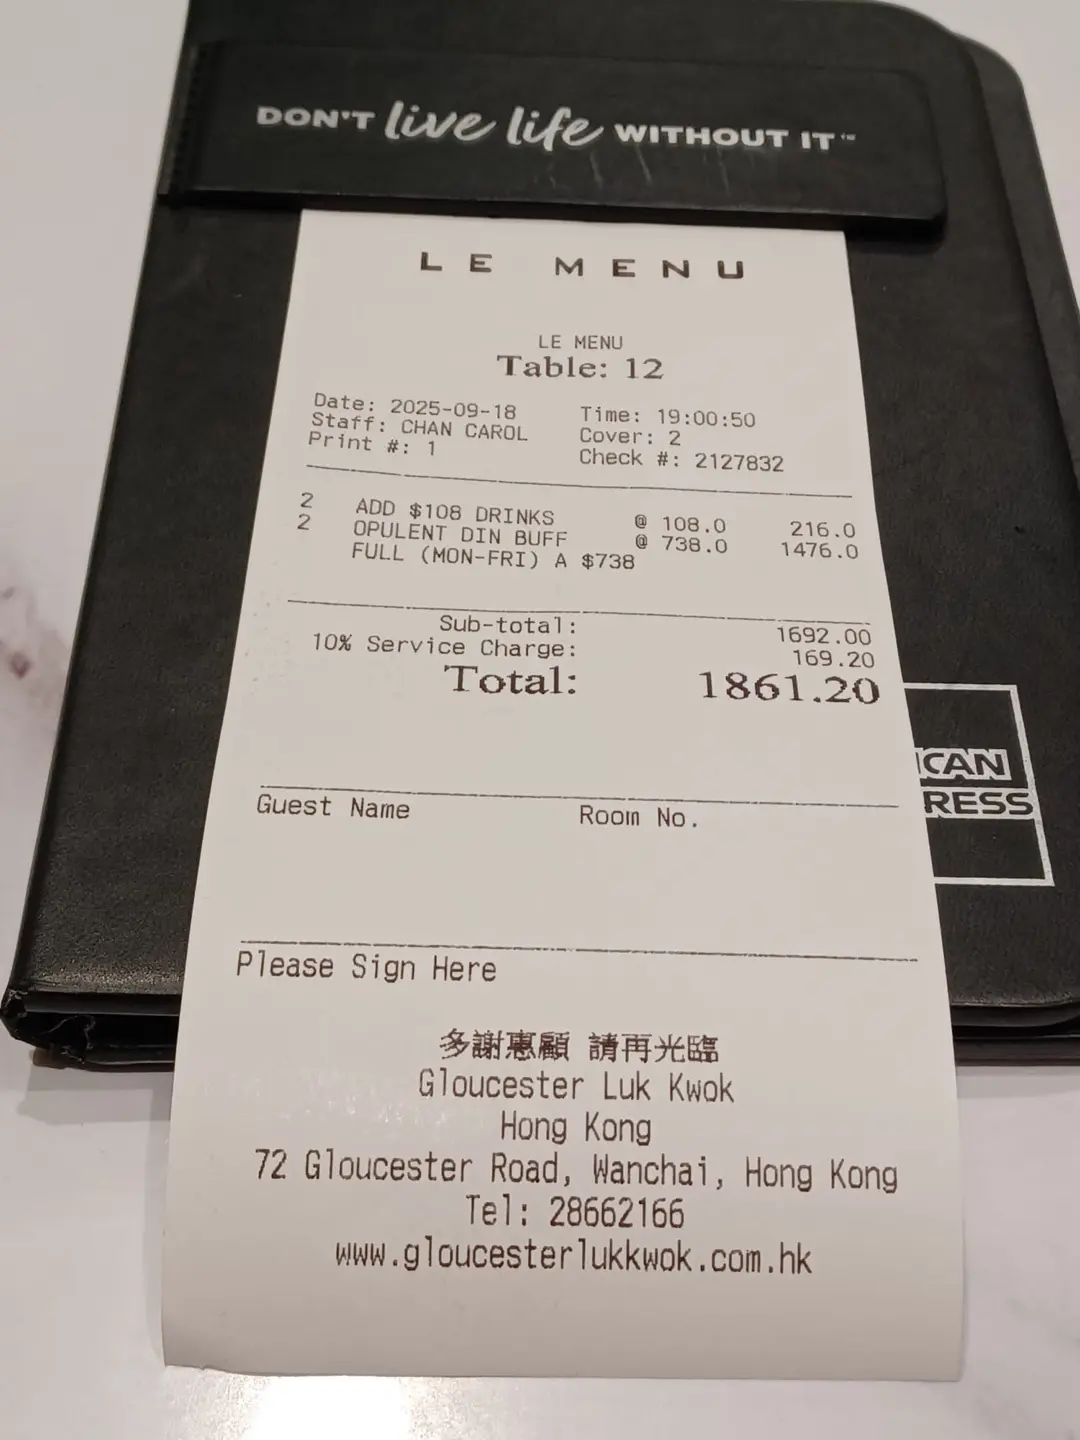 DON'T live life WITHOUT IT™
LE MENU
LE MENU
Table: 12
Date: 2025-09-18 Time: 19:00:50
Staff: CHAN CAROL Cover: 2
Print #: 1 Check #: 2127832
2 ADD $108 DRINKS @ 108.0 216.0
2 OPULENT DIN BUFF @ 738.0 1476.0
FULL (MON-FRI) A $738
Sub-total: 1692.00
10% Service Charge: 169.20
Total: 1861.20
ICAN
RESS
Guest Name Room No.
Please Sign Here
多謝惠顧 請再光臨
Gloucester Luk Kwok
Hong Kong
72 Gloucester Road, Wanchai, Hong Kong
Tel: 28662166
www.gloucesterlukkwok.com.hk